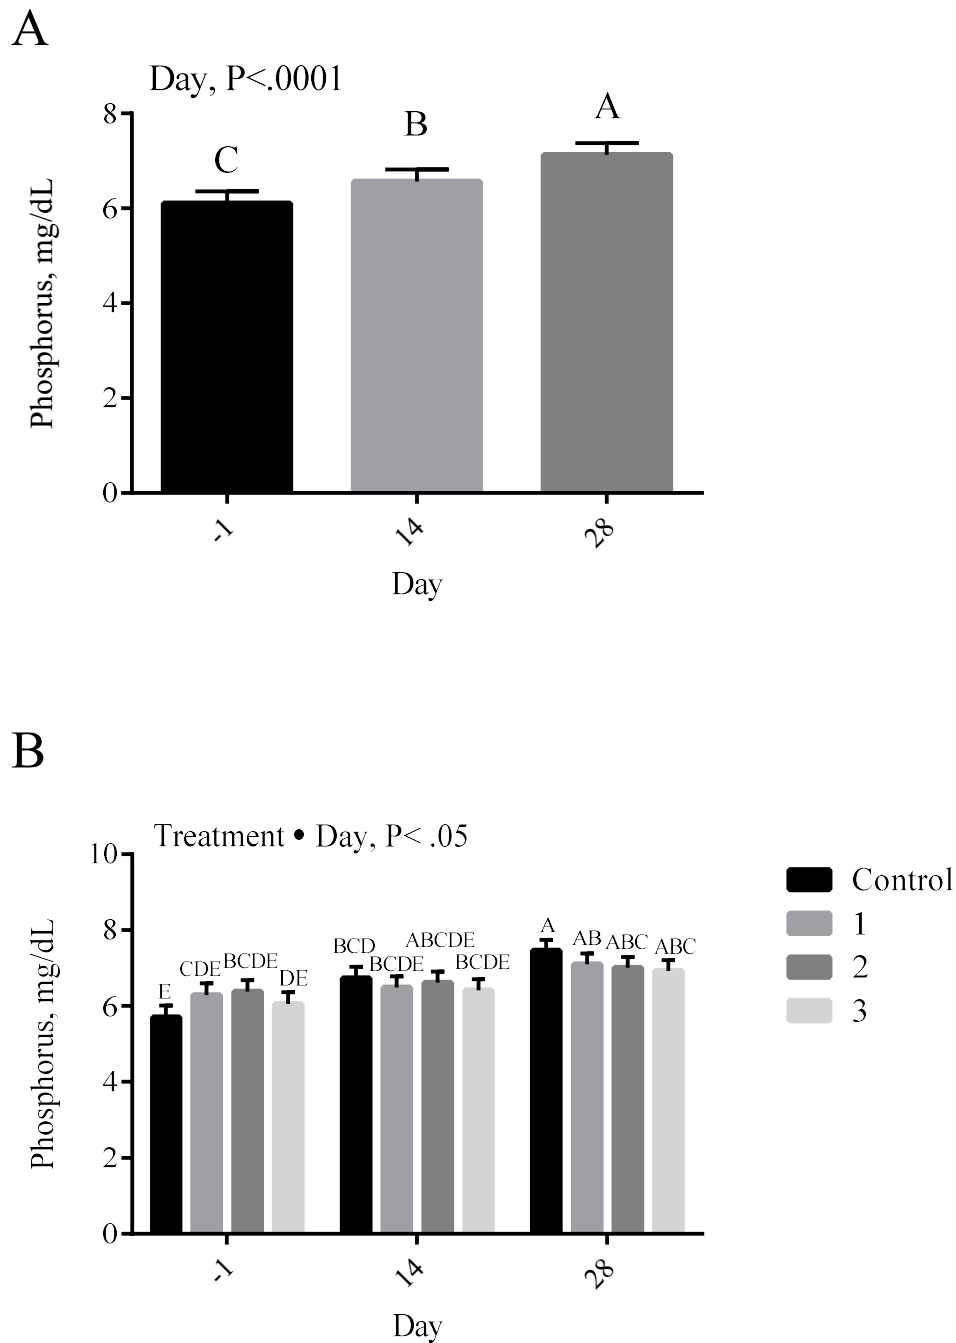 A
Day, P<.0001
Phosphorus, mg/dL
8
6
4
2
0
C
B
A
-1
14
28
Day
B
Treatment • Day, P< .05
Phosphorus, mg/dL
10
8
6
4
2
0
E
CDE
BCDE
DE
BCD
BCDE
ABCDE
BCDE
A
AB
ABC
ABC
-1
14
28
Day
Control
1
2
3